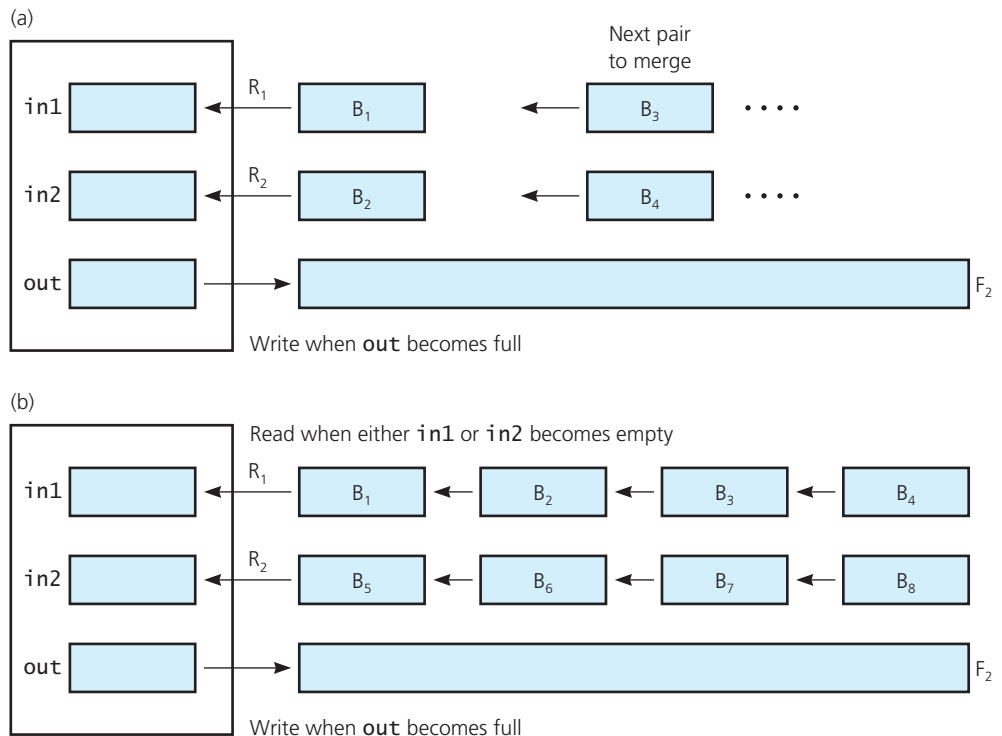 (a)
Next pair
to merge
in1 R₁ B₁ B₃ ....
in2 R₂ B₂ B₄ ....
out F₂
Write when out becomes full
(b)
Read when either in1 or in2 becomes empty
in1 R₁ B₁ B₂ B₃ B₄
in2 R₂ B₅ B₆ B₇ B₈
out F₂
Write when out becomes full